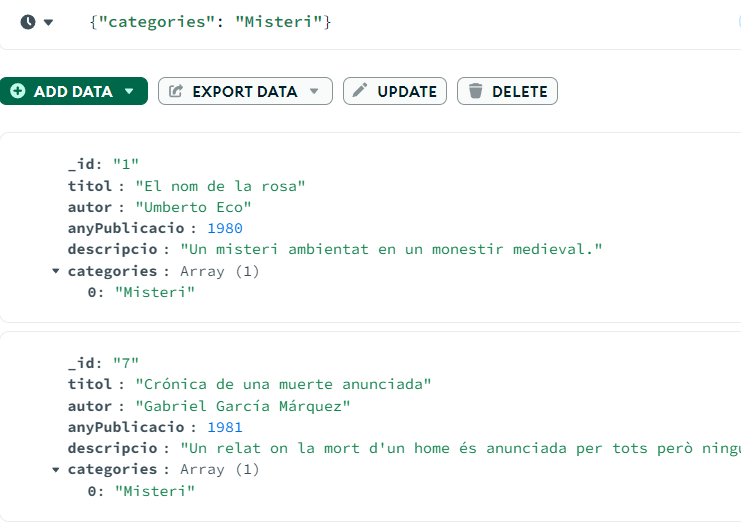 {"categories": "Misteri"}
ADD DATA EXPORT DATA UPDATE DELETE
_id: "1"
titol : "El nom de la rosa"
autor : "Umberto Eco"
anyPublicacio : 1980
descripcio : "Un misteri ambientat en un monestir medieval."
categories : Array (1)
0: "Misteri"
_id: "7"
titol : "Crónica de una muerte anunciada"
autor : "Gabriel García Márquez"
anyPublicacio : 1981
descripcio : "Un relat on la mort d'un home és anunciada per tots però
categories : Array (1)
0: "Misteri"